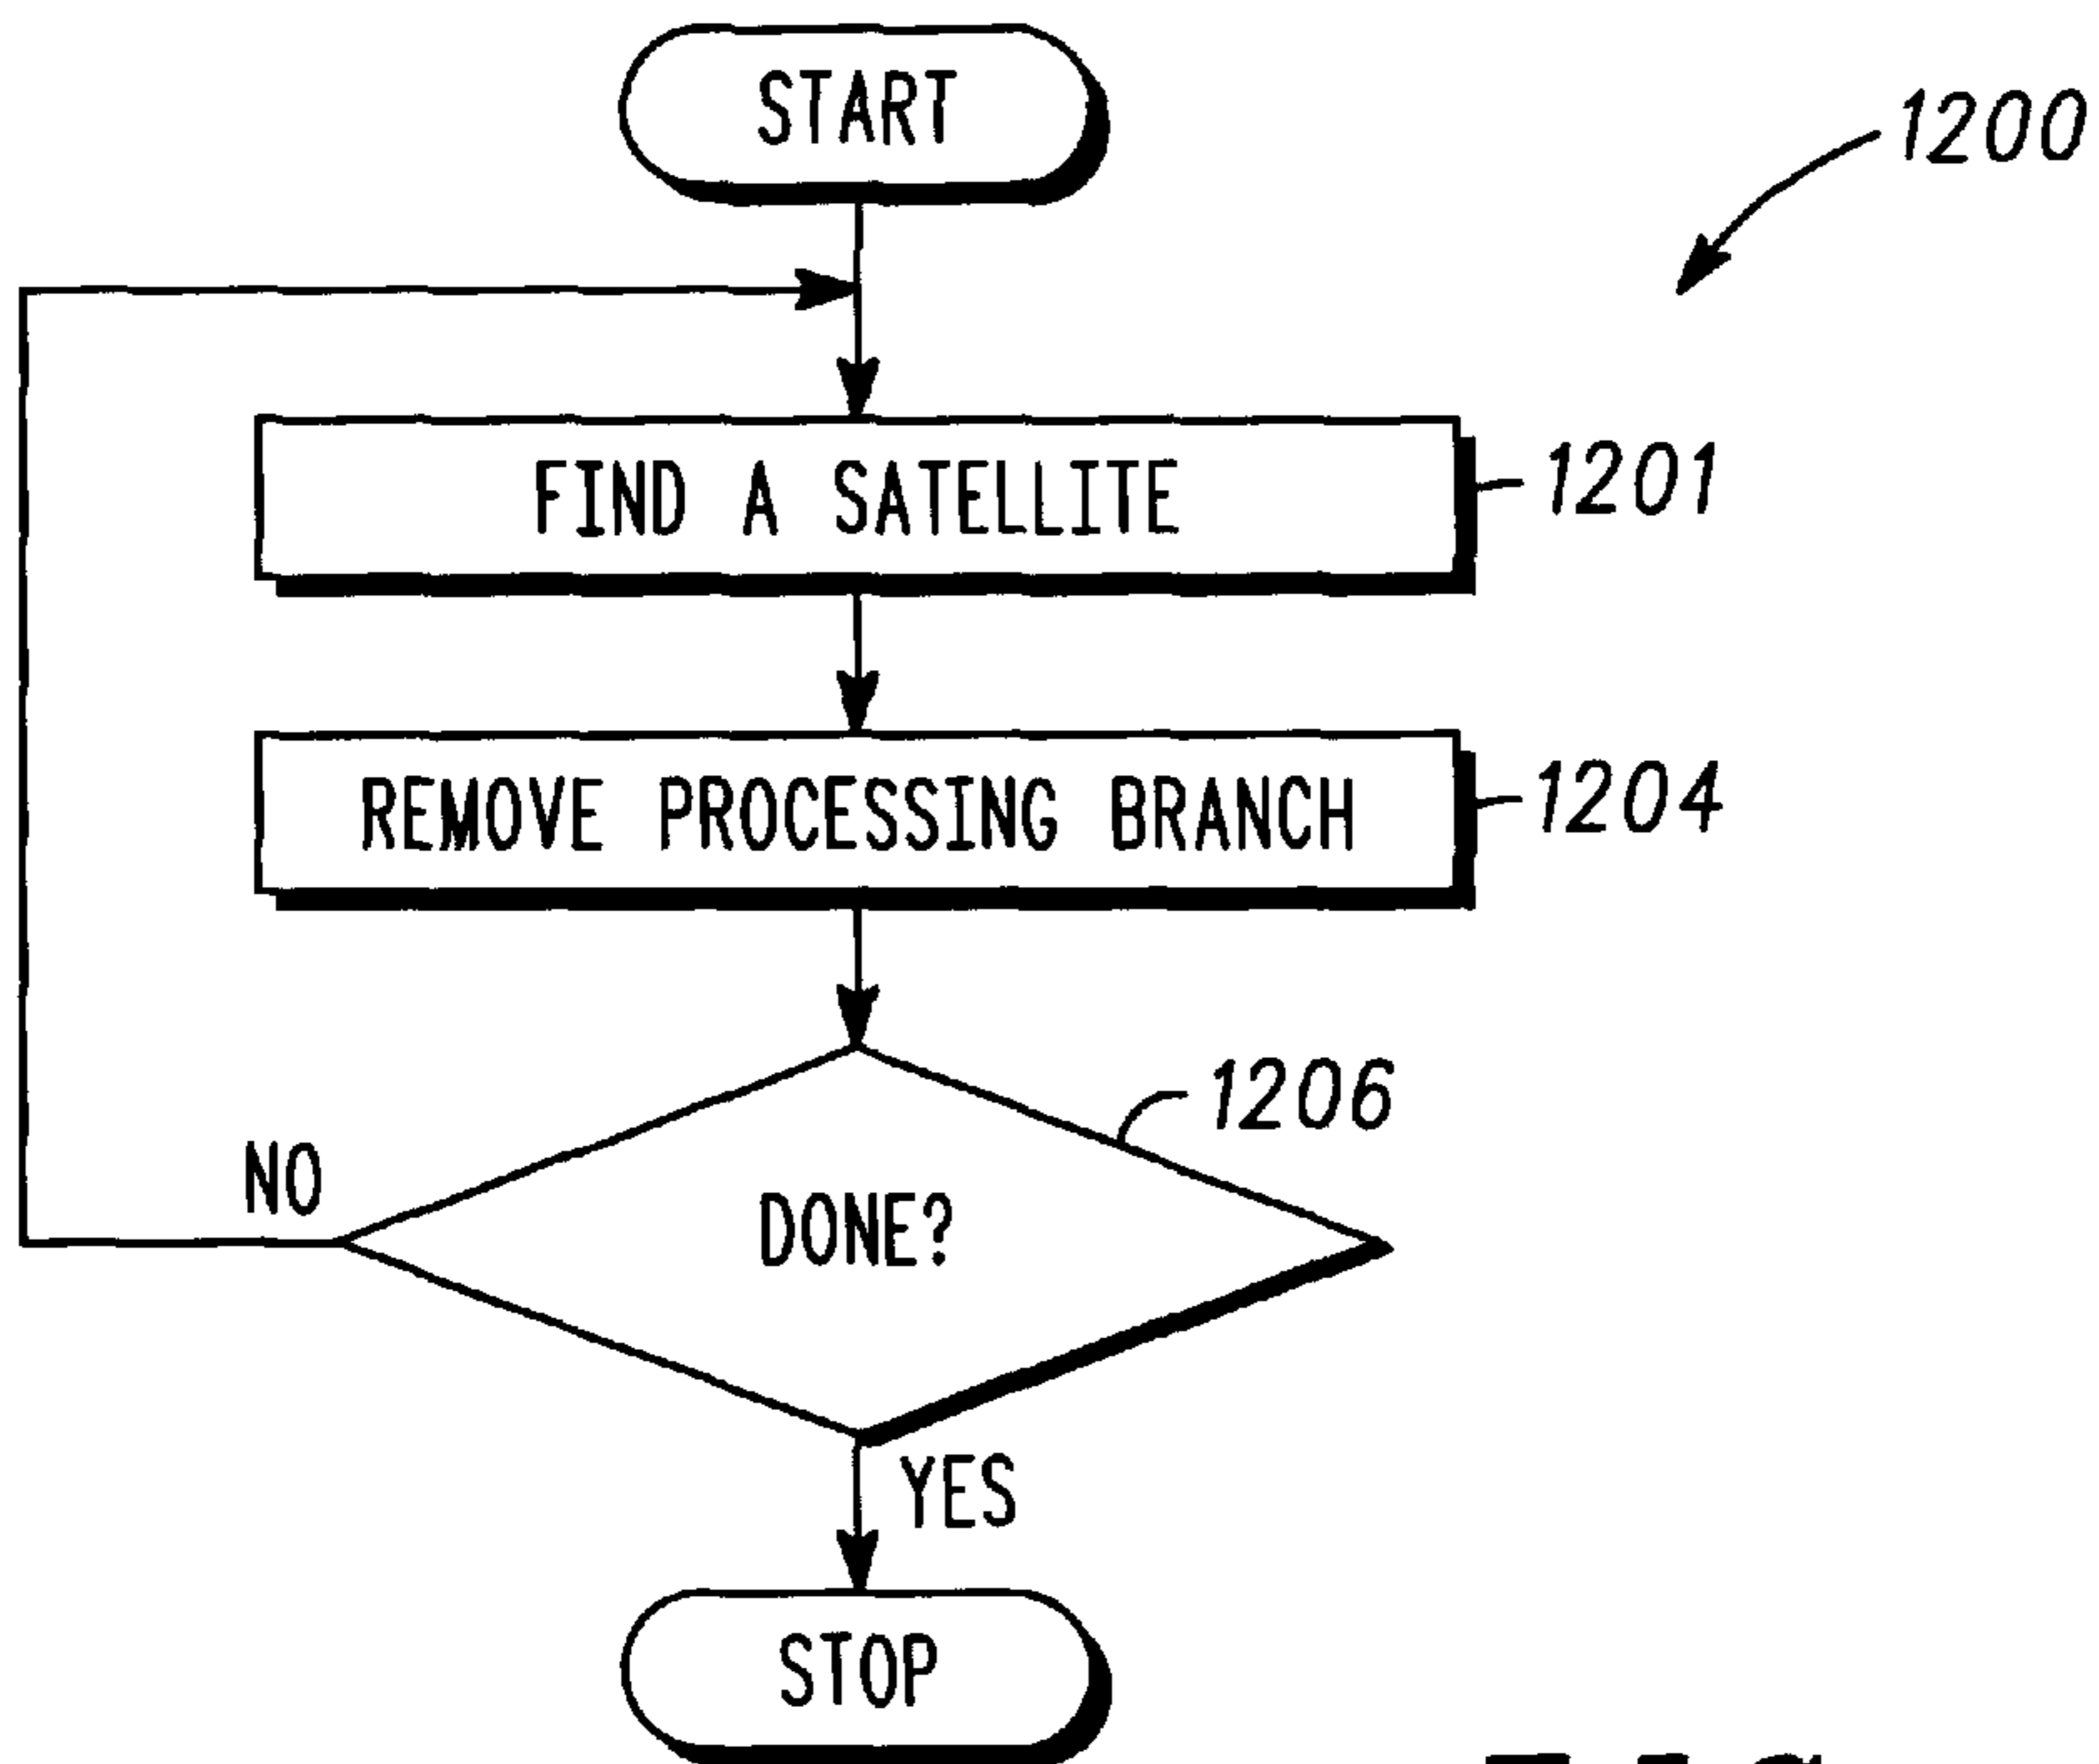 START
1200
FIND A SATELLITE
1201
REMOVE PROCESSING BRANCH
1204
1206
NO
DONE?
YES
STOP